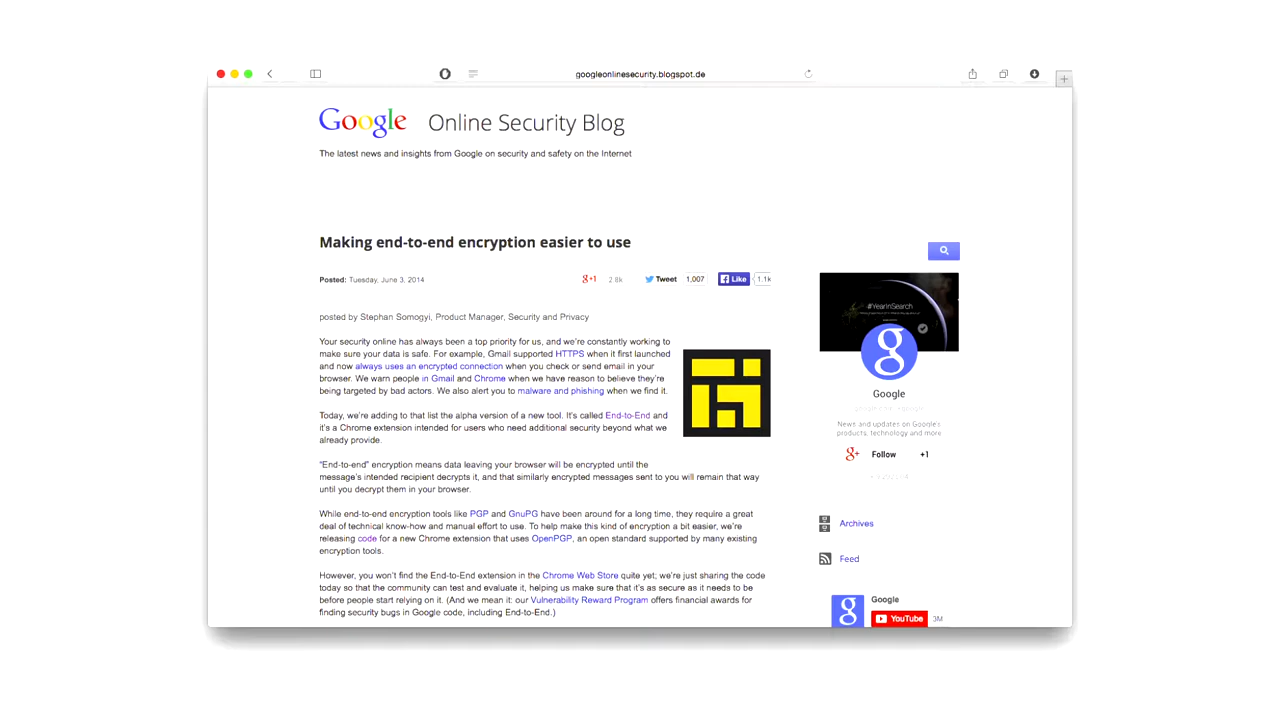 googleonlinesecurity.blogspot.de
Google Online Security Blog
The latest news and insights from Google on security and safety on the Internet
Making end-to-end encryption easier to use
Posted: Tuesday, June 3, 2014
g+1 2.8k Tweet 1,007 Like 1.1k
posted by Stephan Somogyi, Product Manager, Security and Privacy
Your security online has always been a top priority for us, and we're constantly working to
make sure your data is safe. For example, Gmail supported HTTPS when it first launched
and now always uses an encrypted connection when you check or send email in your
browser. We warn people in Gmail and Chrome when we have reason to believe they're
being targeted by bad actors. We also alert you to malware and phishing when we find it.
Today, we're adding to that list the alpha version of a new tool. It's called End-to-End and
it's a Chrome extension intended for users who need additional security beyond what we
already provide.
“End-to-end” encryption means data leaving your browser will be encrypted until the
message's intended recipient decrypts it, and that similarly encrypted messages sent to you will remain that way
until you decrypt them in your browser.
While end-to-end encryption tools like PGP and GnuPG have been around for a long time, they require a great
deal of technical know-how and manual effort to use. To help make this kind of encryption a bit easier, we're
releasing code for a new Chrome extension that uses OpenPGP, an open standard supported by many existing
encryption tools.
However, you won't find the End-to-End extension in the Chrome Web Store quite yet; we're just sharing the code
today so that the community can test and evaluate it, helping us make sure that it's as secure as it needs to be
before people start relying on it. (And we mean it: our Vulnerability Reward Program offers financial awards for
finding security bugs in Google code, including End-to-End.)
#YearInSearch
g
Google
News and updates on Google's
products, technology and more
g+ Follow +1
Archives
Feed
g
Google
YouTube 3M